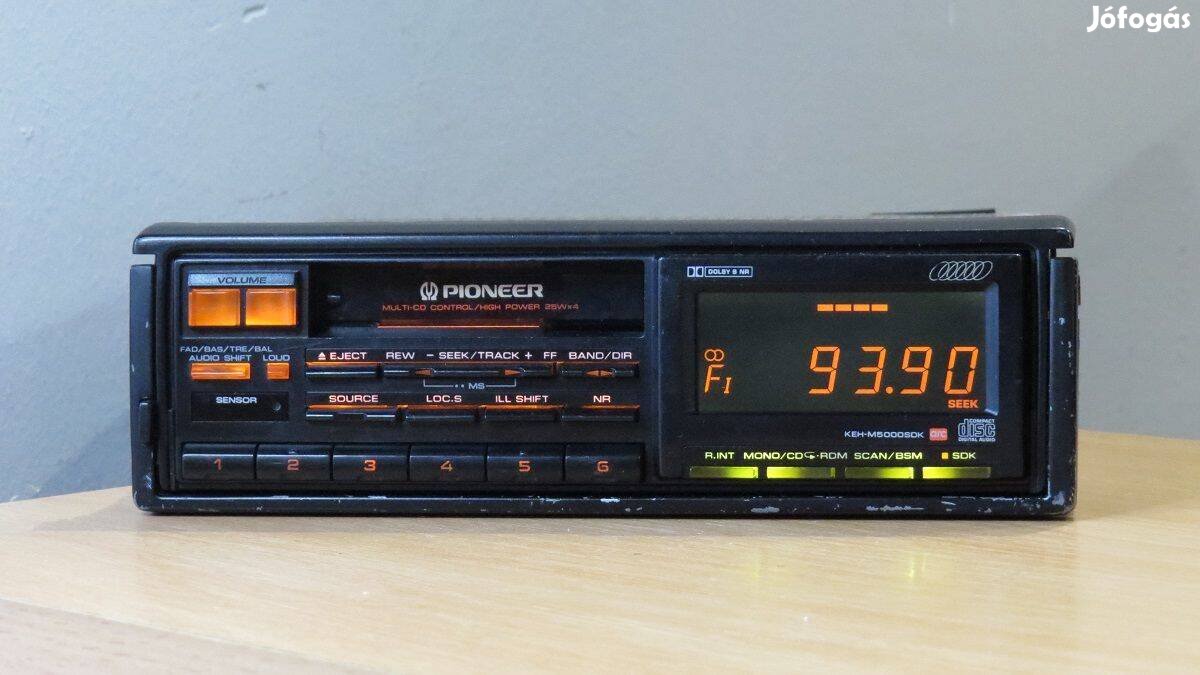 Jófogás
VOLUME
PIONEER
MULTI-CD CONTROL/HIGH POWER 25W×4
FAD/BAS/TRE/BAL
AUDIO SHIFT LOUD
▲ EJECT REW – SEEK/TRACK + FF BAND/DIR
MS
SENSOR
SOURCE LOC.S ILL SHIFT NR
1 2 3 4 5 6
DOLBY B NR
FI 93.90
SEEK
KEH-M5000SDK arc
COMPACT
disc
DIGITAL AUDIO
R.INT MONO/CD-RDM SCAN/BSM SDK